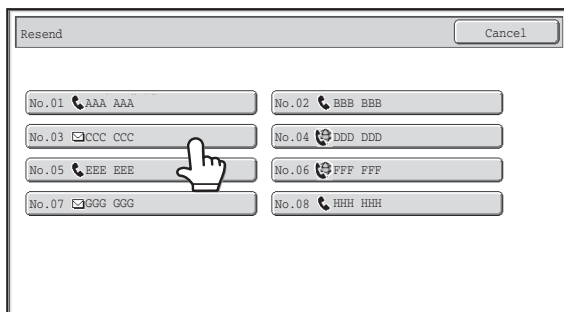 Resend Cancel
No.01 AAA AAA No.02 BBB BBB
No.03 CCC CCC No.04 DDD DDD
No.05 EEE EEE No.06 FFF FFF
No.07 GGG GGG No.08 HHH HHH